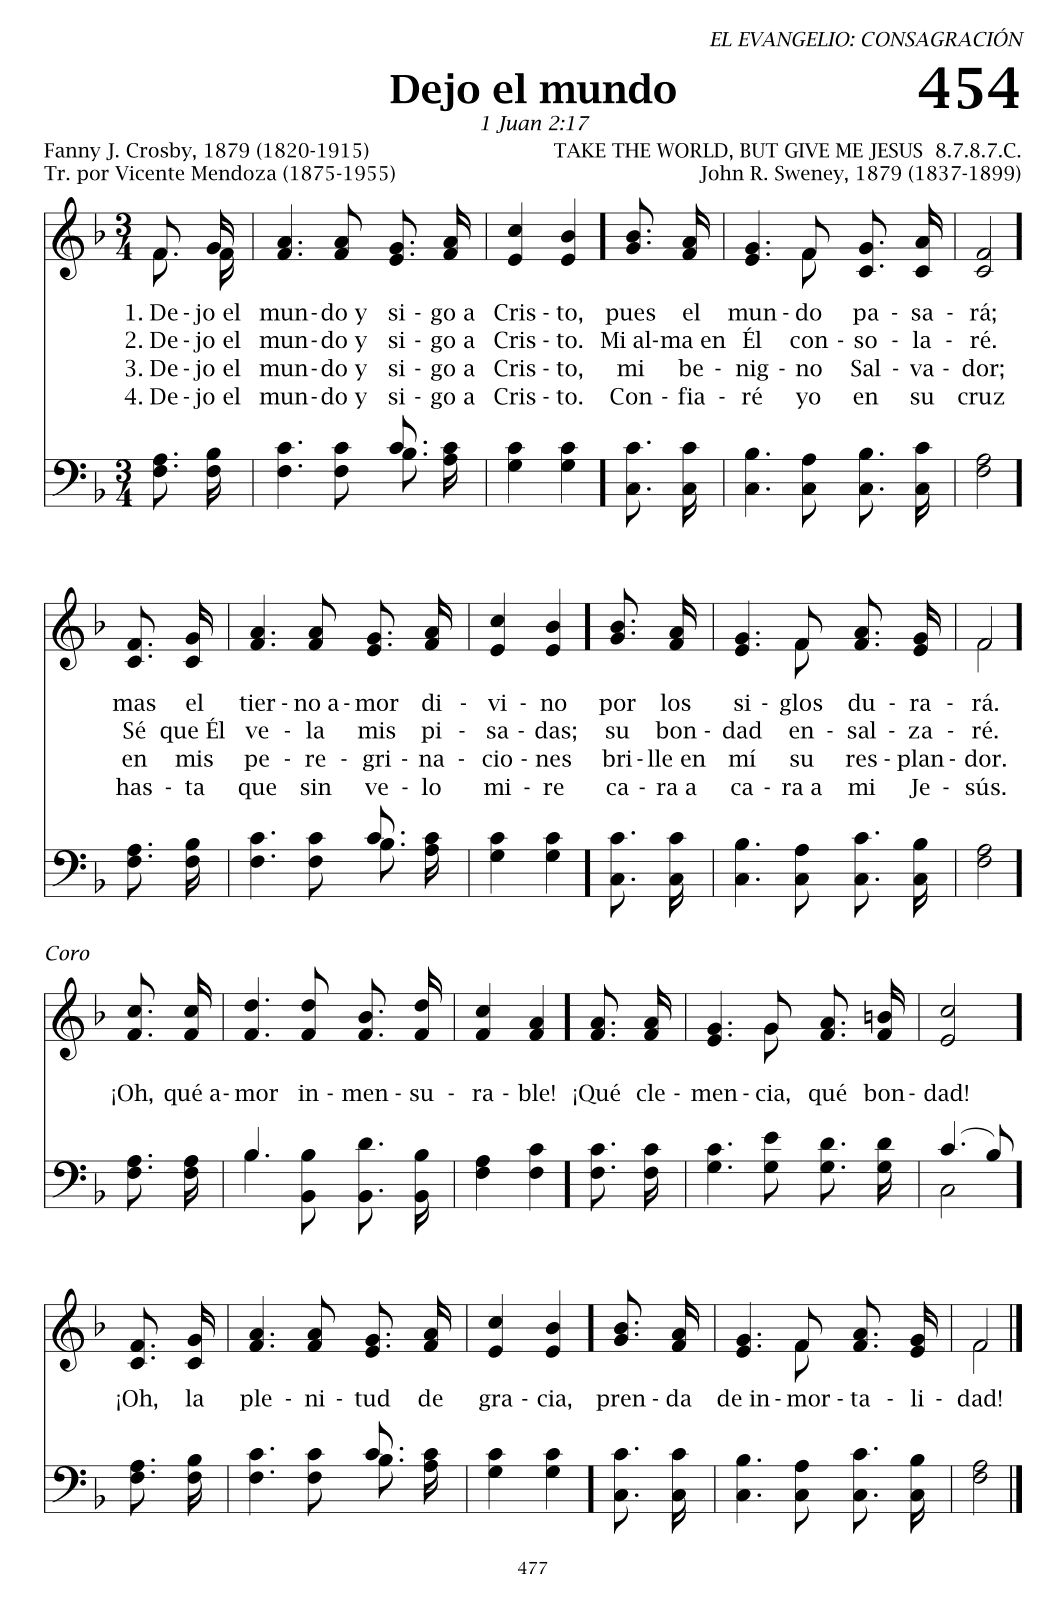 EL EVANGELIO: CONSAGRACIÓN
Dejo el mundo 454
1 Juan 2:17
Fanny J. Crosby, 1879 (1820-1915) TAKE THE WORLD, BUT GIVE ME JESUS 8.7.8.7.C.
Tr. por Vicente Mendoza (1875-1955) John R. Sweney, 1879 (1837-1899)
3
4
1. De - jo el mun - do y si - go a Cris - to, pues el mun - do pa - sa - rá;
2. De - jo el mun - do y si - go a Cris - to. Mi al - ma en Él con - so - la - ré.
3. De - jo el mun - do y si - go a Cris - to, mi be - nig - no Sal - va - dor;
4. De - jo el mun - do y si - go a Cris - to. Con - fia - ré yo en su cruz
3
4
mas el tier - no a - mor di - vi - no por los si - glos du - ra - rá.
Sé que Él ve - la mis pi - sa - das; su bon - dad en - sal - za - ré.
en mis pe - re - gri - na - cio - nes bri - lle en mí su res - plan - dor.
has - ta que sin ve - lo mi - re ca - ra a ca - ra a mi Je - sús.
Coro
¡Oh, qué a - mor in - men - su - ra - ble! ¡Qué cle - men - cia, qué bon - dad!
¡Oh, la ple - ni - tud de gra - cia, pren - da de in - mor - ta - li - dad!
477